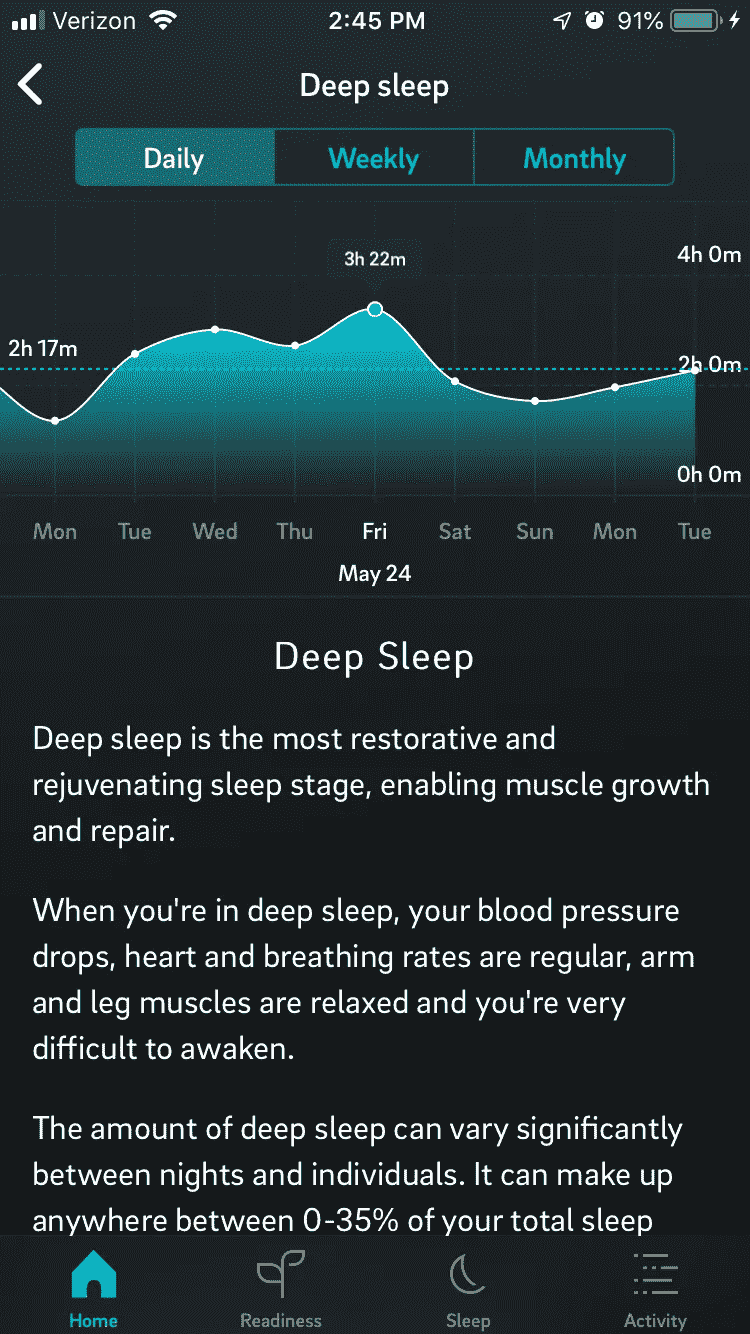 Verizon 2:45 PM 91%
Deep sleep
Daily Weekly Monthly
4h 0m
3h 22m
2h 17m
2h 0m
0h 0m
Mon Tue Wed Thu Fri Sat Sun Mon Tue
May 24
Deep Sleep
Deep sleep is the most restorative and
rejuvenating sleep stage, enabling muscle growth
and repair.
When you're in deep sleep, your blood pressure
drops, heart and breathing rates are regular, arm
and leg muscles are relaxed and you're very
difficult to awaken.
The amount of deep sleep can vary significantly
between nights and individuals. It can make up
anywhere between 0-35% of your total sleep
Home Readiness Sleep Activity